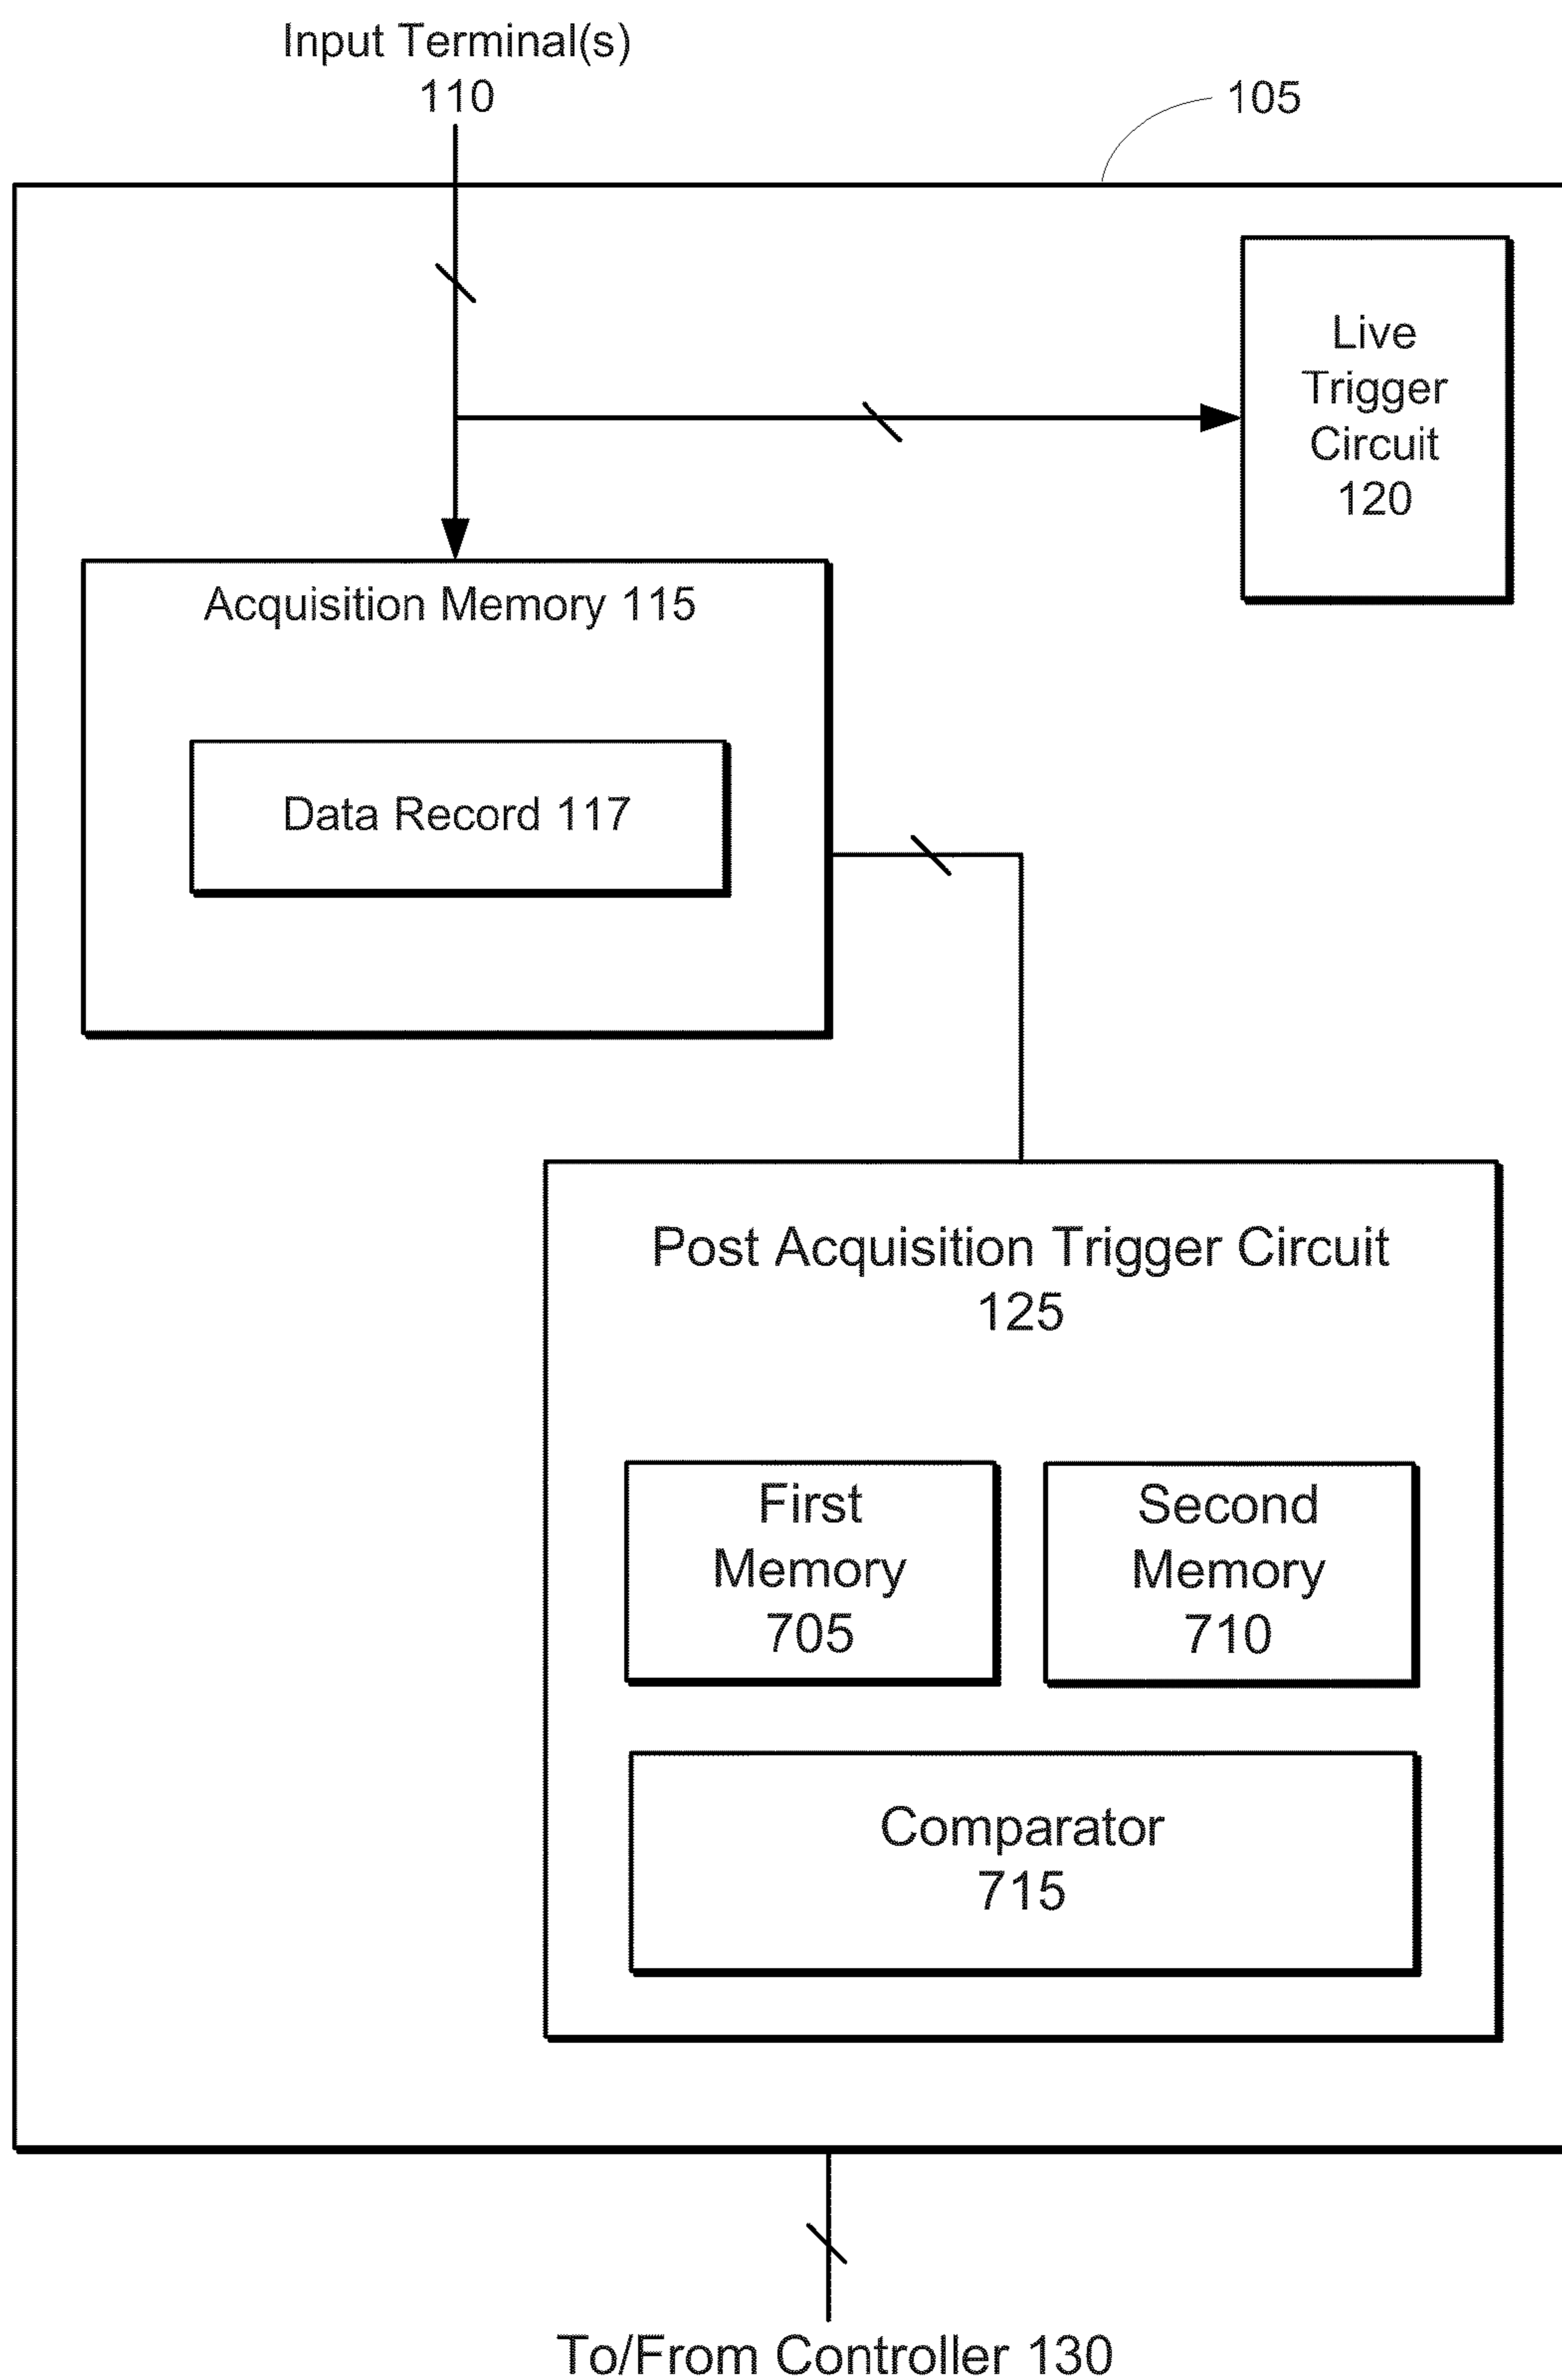 Input Terminal(s)
110
105
Live
Trigger
Circuit
120
Acquisition Memory 115
Data Record 117
Post Acquisition Trigger Circuit
125
First
Memory
705
Second
Memory
710
Comparator
715
To/From Controller 130